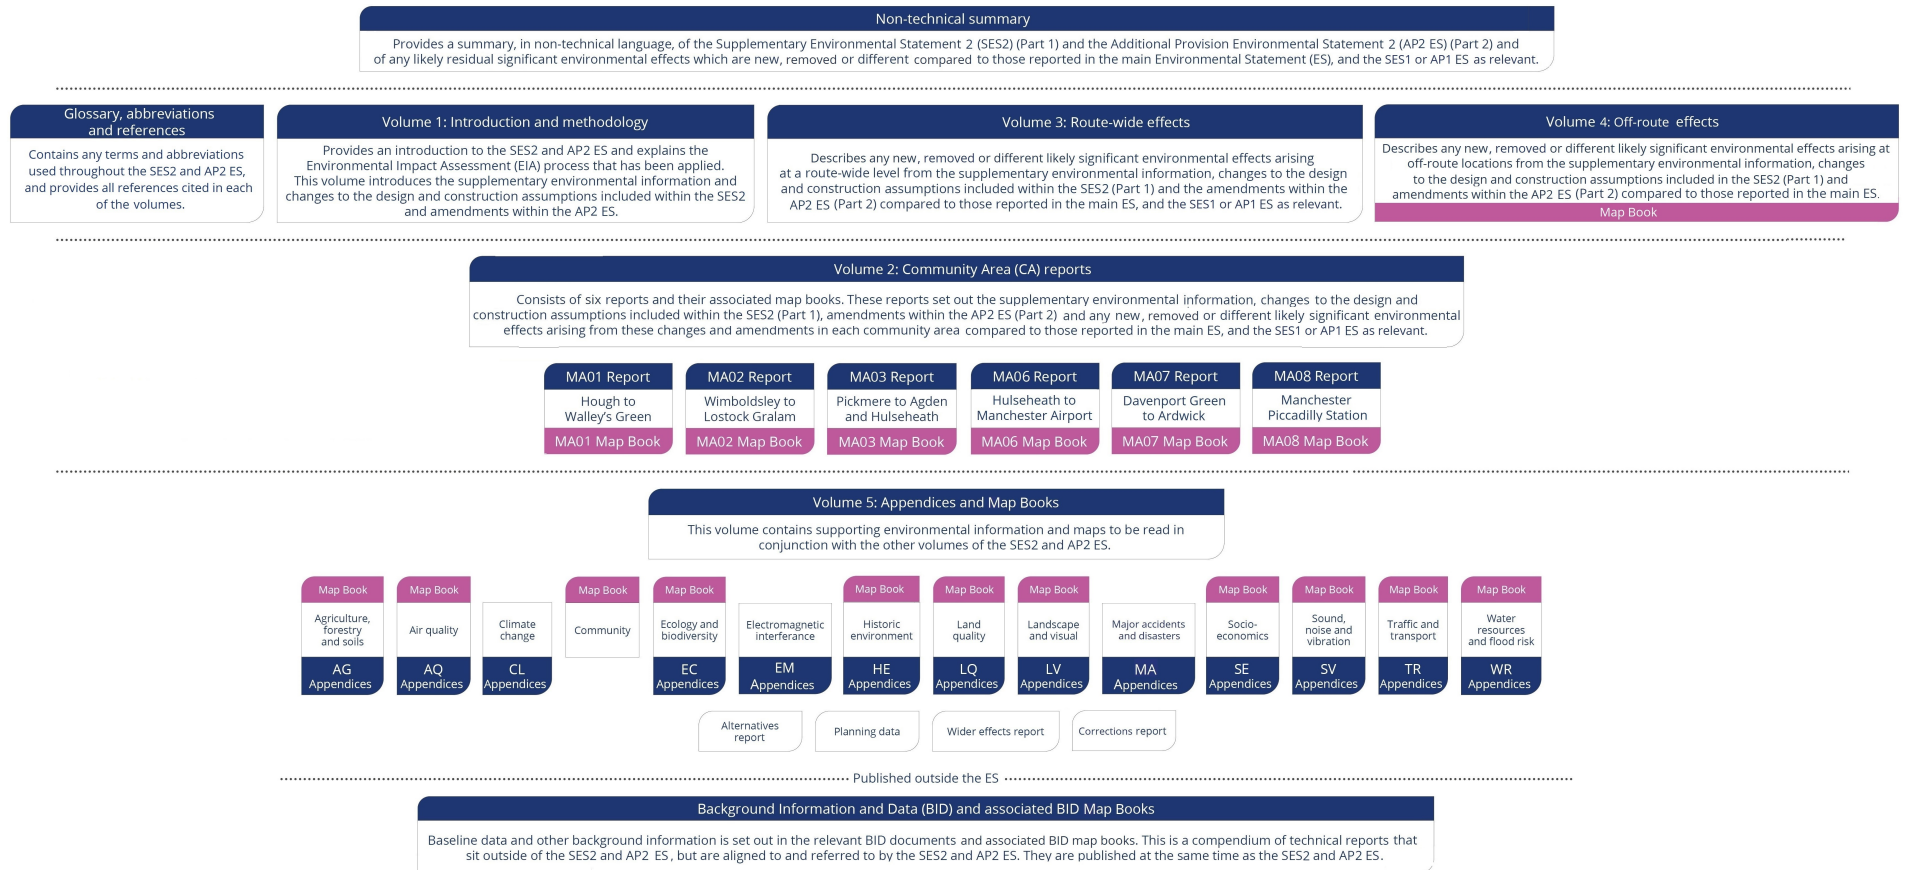 Non-technical summary
Provides a summary, in non-technical language, of the Supplementary Environmental Statement 2 (SES2) (Part 1) and the Additional Provision Environmental Statement 2 (AP2 ES) (Part 2) and
of any likely residual significant environmental effects which are new, removed or different compared to those reported in the main Environmental Statement (ES), and the SES1 or AP1 ES as relevant.
Glossary, abbreviations
and references
Contains any terms and abbreviations
used throughout the SES2 and AP2 ES,
and provides all references cited in each
of the volumes.
Volume 1: Introduction and methodology
Provides an introduction to the SES2 and AP2 ES and explains the
Environmental Impact Assessment (EIA) process that has been applied.
This volume introduces the supplementary environmental information and
changes to the design and construction assumptions included within the SES2
and amendments within the AP2 ES.
Volume 3: Route-wide effects
Describes any new, removed or different likely significant environmental effects arising
at a route-wide level from the supplementary environmental information, changes to the design
and construction assumptions included within the SES2 (Part 1) and the amendments within the
AP2 ES (Part 2) compared to those reported in the main ES, and the SES1 or AP1 ES as relevant.
Volume 4: Off-route effects
Describes any new, removed or different likely significant environmental effects arising at
off-route locations from the supplementary environmental information, changes
to the design and construction assumptions included in the SES2 (Part 1) and
amendments within the AP2 ES (Part 2) compared to those reported in the main ES.
Map Book
Volume 2: Community Area (CA) reports
Consists of six reports and their associated map books. These reports set out the supplementary environmental information, changes to the design and
construction assumptions included within the SES2 (Part 1), amendments within the AP2 ES (Part 2) and any new, removed or different likely significant environmental
effects arising from these changes and amendments in each community area compared to those reported in the main ES, and the SES1 or AP1 ES as relevant.
MA01 Report
Hough to
Walley's Green
MA01 Map Book
MA02 Report
Wimboldsley to
Lostock Gralam
MA02 Map Book
MA03 Report
Pickmere to Agden
and Hulseheath
MA03 Map Book
MA06 Report
Hulseheath to
Manchester Airport
MA06 Map Book
MA07 Report
Davenport Green
to Ardwick
MA07 Map Book
MA08 Report
Manchester
Piccadilly Station
MA08 Map Book
Volume 5: Appendices and Map Books
This volume contains supporting environmental information and maps to be read in
conjunction with the other volumes of the SES2 and AP2 ES.
Map Book
Agriculture,
forestry
and soils
AG
Appendices
Map Book
Air quality
AQ
Appendices
Climate
change
CL
Appendices
Map Book
Community
Map Book
Ecology and
biodiversity
EC
Appendices
Electromagnetic
interferance
EM
Appendices
Map Book
Historic
environment
HE
Appendices
Map Book
Land
quality
LQ
Appendices
Map Book
Landscape
and visual
LV
Appendices
Major accidents
and disasters
MA
Appendices
Map Book
Socio-
economics
SE
Appendices
Map Book
Sound,
noise and
vibration
SV
Appendices
Map Book
Traffic and
transport
TR
Appendices
Map Book
Water
resources
and flood risk
WR
Appendices
Alternatives
report
Planning data
Wider effects report
Corrections report
Published outside the ES
Background Information and Data (BID) and associated BID Map Books
Baseline data and other background information is set out in the relevant BID documents and associated BID map books. This is a compendium of technical reports that
sit outside of the SES2 and AP2 ES, but are aligned to and referred to by the SES2 and AP2 ES. They are published at the same time as the SES2 and AP2 ES.